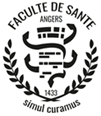 FACULTE DE SANTE
ANGERS
1433
simul curamus